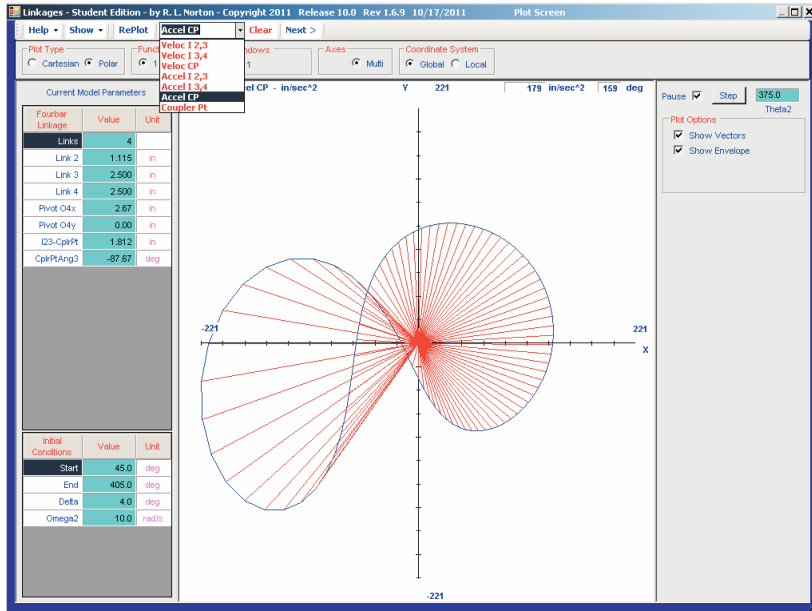 Linkages - Student Edition - by R. L. Norton - Copyright 2011 Release 10.0 Rev 1.6.9 10/17/2011 Plot Screen
Help Show RePlot Accel CP Clear Next >
Veloc I 2,3
Veloc I 3,4
Veloc CP
Accel I 2,3
Accel I 3,4
Accel CP
Coupler Pt
Plot Type
Cartesian Polar
1
1
Axes
Multi
Coordinate System
Global Local
Current Model Parameters
Fourbar Linkage Value Unit
Links 4
Link 2 1.115 in
Link 3 2.500 in
Link 4 2.500 in
Pivot O4x 2.67 in
Pivot O4y 0.00 in
I23-CplrPt 1.812 in
CplrPtAng3 -87.67 deg
Initial Conditions Value Unit
Start 45.0 deg
End 405.0 deg
Delta 4.0 deg
Omega2 10.0 rad/s
CP - in/sec^2 Y 221 179 in/sec^2 159 deg
-221
221
X
-221
Pause Step 375.0
Theta2
Plot Options
Show Vectors
Show Envelope